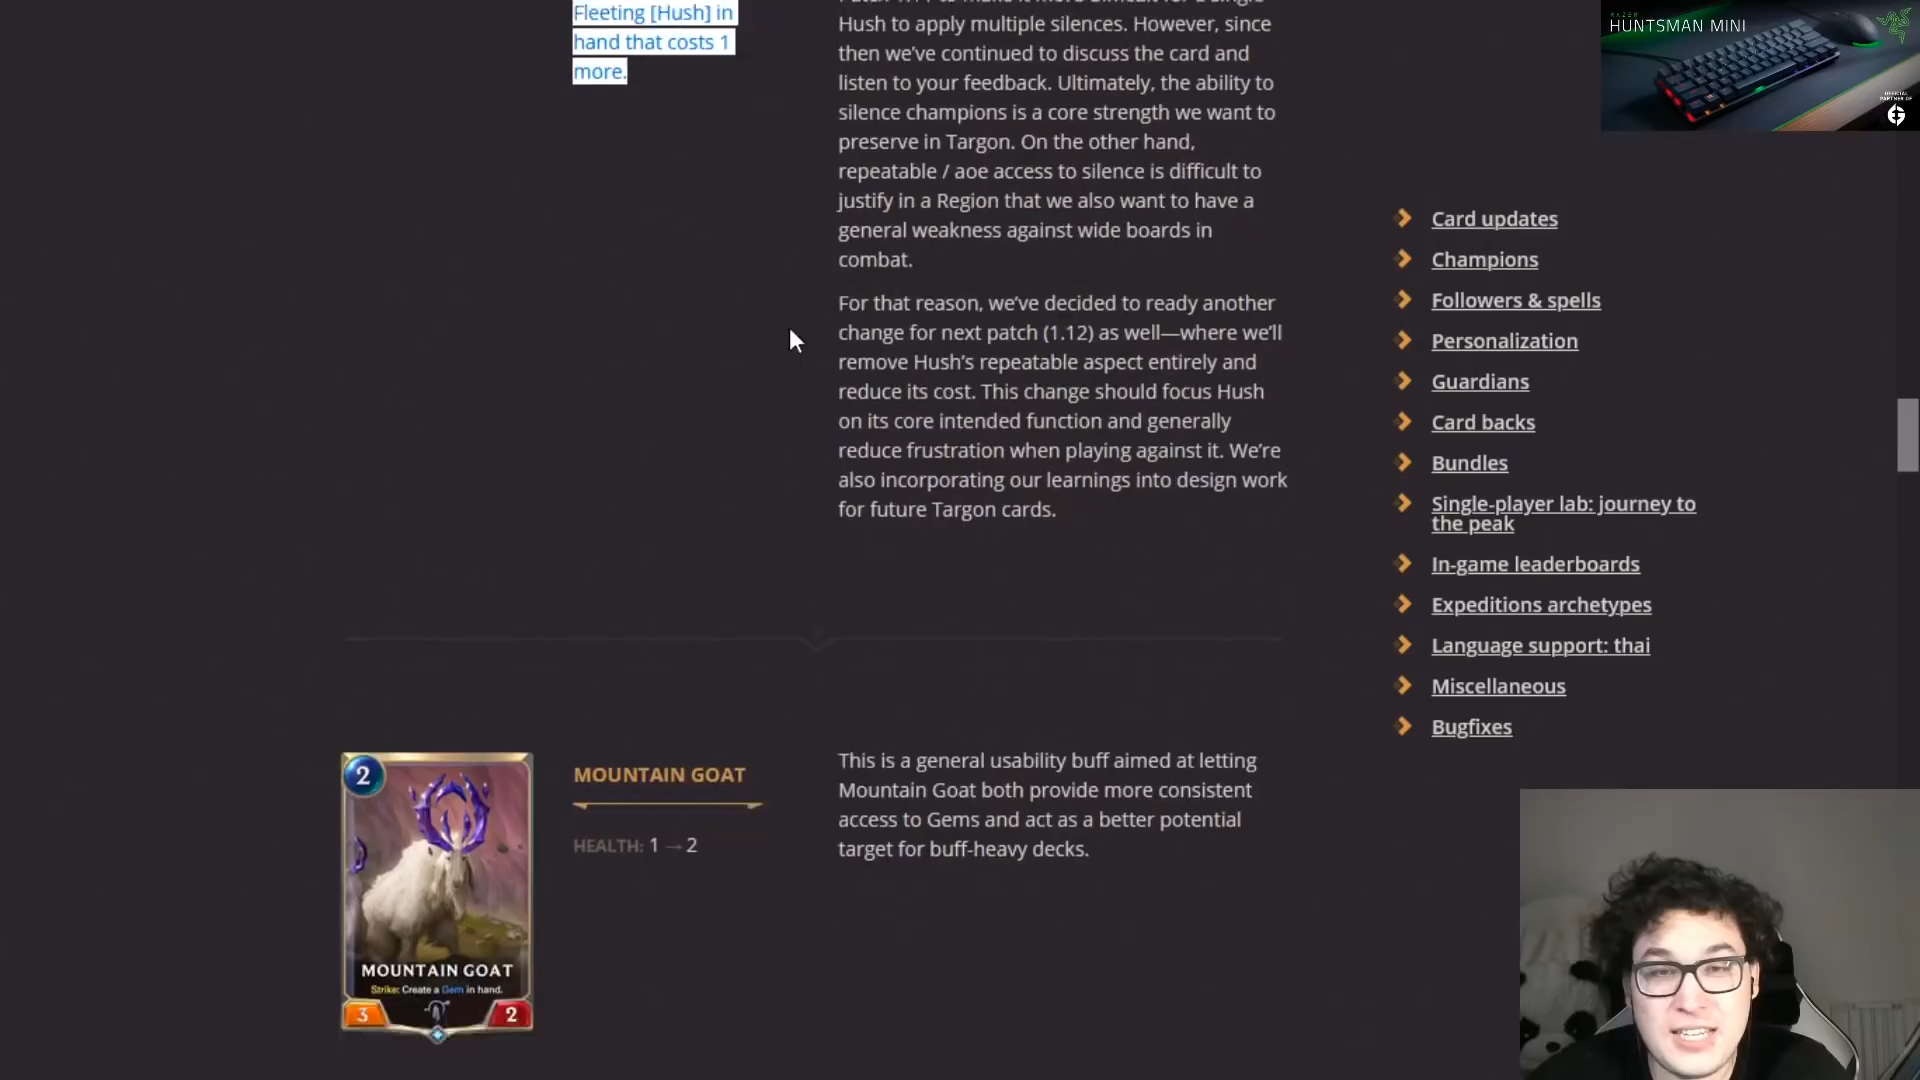 Fleeting [Hush] in
hand that costs 1
more.
Hush to apply multiple silences. However, since
then we've continued to discuss the card and
listen to your feedback. Ultimately, the ability to
silence champions is a core strength we want to
preserve in Targon. On the other hand,
repeatable / aoe access to silence is difficult to
justify in a Region that we also want to have a
general weakness against wide boards in
combat.
For that reason, we've decided to ready another
change for next patch (1.12) as well—where we'll
remove Hush's repeatable aspect entirely and
reduce its cost. This change should focus Hush
on its core intended function and generally
reduce frustration when playing against it. We're
also incorporating our learnings into design work
for future Targon cards.
2
MOUNTAIN GOAT
Strike: Create a Gem in hand.
3
2
MOUNTAIN GOAT
HEALTH: 1 → 2
This is a general usability buff aimed at letting
Mountain Goat both provide more consistent
access to Gems and act as a better potential
target for buff-heavy decks.
RAZER
HUNTSMAN MINI
OFFICIAL
PARTNER OF
Card updates
Champions
Followers & spells
Personalization
Guardians
Card backs
Bundles
Single-player lab: journey to
the peak
In-game leaderboards
Expeditions archetypes
Language support: thai
Miscellaneous
Bugfixes